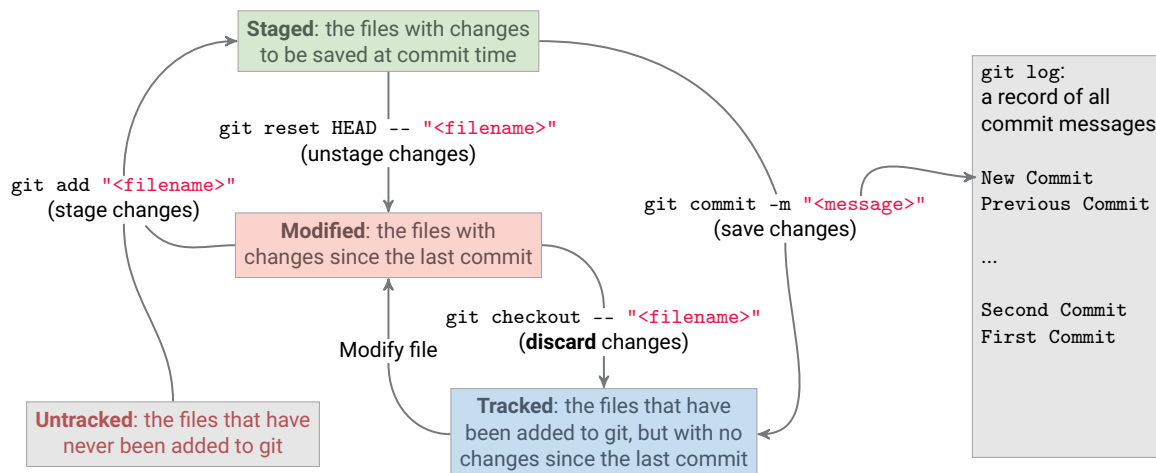 Staged: the files with changes
to be saved at commit time
git reset HEAD -- "<filename>"
(unstage changes)
git add "<filename>"
(stage changes)
Modified: the files with
changes since the last commit
git commit -m "<message>"
(save changes)
git checkout -- "<filename>"
(discard changes)
Modify file
Untracked: the files that have
never been added to git
Tracked: the files that have
been added to git, but with no
changes since the last commit
git log:
a record of all
commit messages
New Commit
Previous Commit
...
Second Commit
First Commit